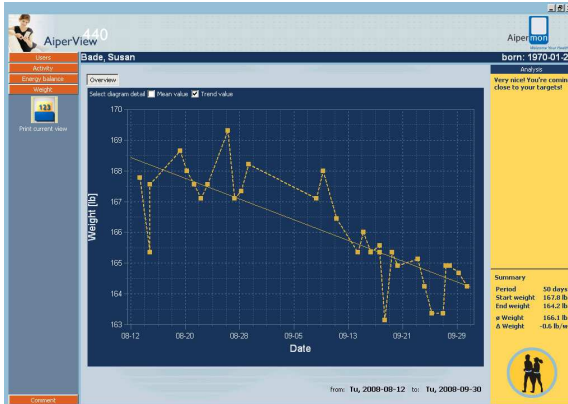 AiperView
440
Aipermon
Users
Bade, Susan
born: 1970-01-2
Activity
Energy balance
Weight
Print current view
Comment
Overview
Select diagram detail Mean value Trend value
170
169
168
167
166
165
164
163
Weight [lb]
08-12 08-20 08-28 09-05 09-13 09-21 09-29
Date
from: Tu, 2008-08-12 to: Tu, 2008-09-30
Analysis
Very nice! You're comin
close to your targets!
Summary
Period 50 days
Start weight 167.8 lb
End weight 164.2 lb
ø Weight 166.1 lb
Δ Weight -0.6 lb/w